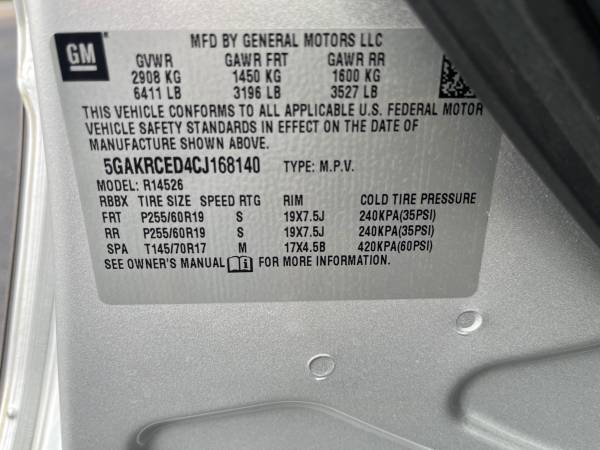 GM
MFD BY GENERAL MOTORS LLC
GVWR GAWR FRT GAWR RR
2908 KG 1450 KG 1600 KG
6411 LB 3196 LB 3527 LB
THIS VEHICLE CONFORMS TO ALL APPLICABLE U.S. FEDERAL MOTOR
VEHICLE SAFETY STANDARDS IN EFFECT ON THE DATE OF
MANUFACTURE SHOWN ABOVE.
5GAKRCED4CJ168140 TYPE: M.P.V.
MODEL: R14526
RBBX TIRE SIZE SPEED RTG RIM COLD TIRE PRESSURE
FRT P255/60R19 S 19X7.5J 240KPA(35PSI)
RR P255/60R19 S 19X7.5J 240KPA(35PSI)
SPA T145/70R17 M 17X4.5B 420KPA(60PSI)
SEE OWNER'S MANUAL FOR MORE INFORMATION.